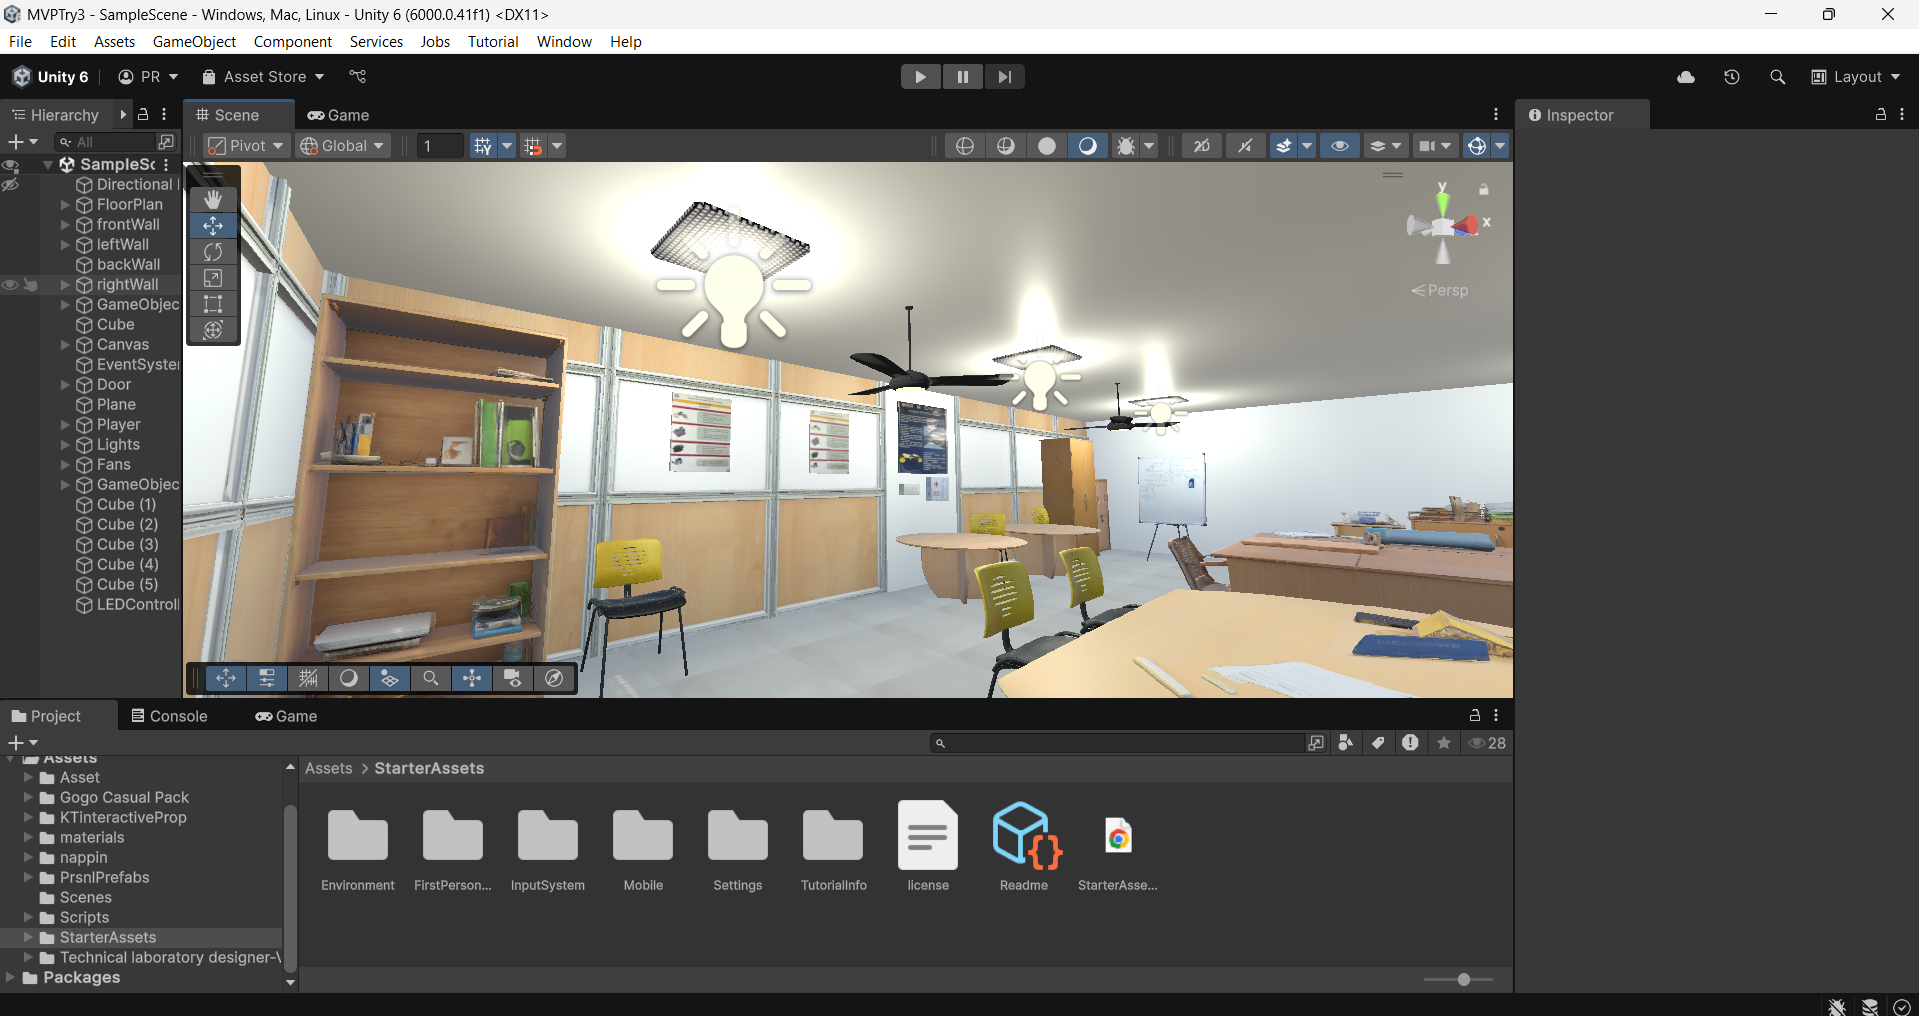 MVPTry3 - SampleScene - Windows, Mac, Linux - Unity 6 (6000.0.41f1) <DX11>
File Edit Assets GameObject Component Services Jobs Tutorial Window Help
Unity 6 PR Asset Store Layout
Hierarchy Scene Game Inspector
All Pivot Global 1 2D
SampleSc
Directional
FloorPlan
frontWall
leftWall
backWall
rightWall
GameObjec
Cube
Canvas
EventSyste
Door
Plane
Player
Lights
Fans
GameObjec
Cube (1)
Cube (2)
Cube (3)
Cube (4)
Cube (5)
LEDControl
y
x
Persp
Project Console Game
28
Assets
Asset
Gogo Casual Pack
KTinteractiveProp
materials
nappin
PrsnlPrefabs
Scenes
Scripts
StarterAssets
Technical laboratory designer-\
Packages
Assets > StarterAssets
Environment FirstPerson... InputSystem Mobile Settings TutorialInfo license Readme StarterAsse...